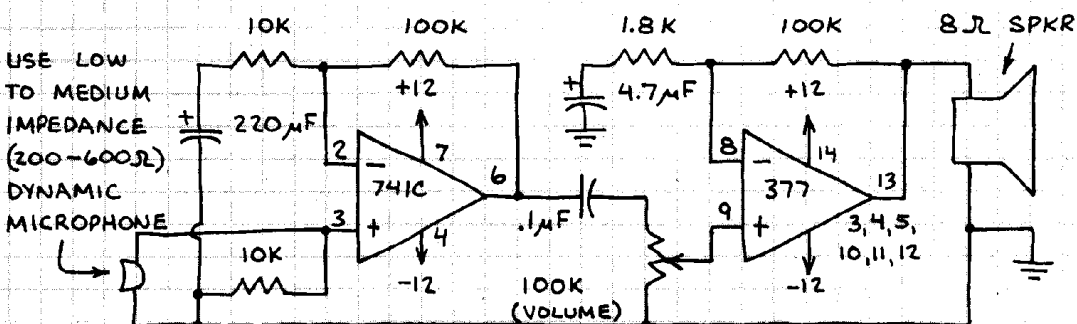 10K
100K
1.8K
100K
8Ω SPKR
USE LOW
TO MEDIUM
IMPEDANCE
(200-600Ω)
DYNAMIC
MICROPHONE
+
220µF
+12
2
-
7
741C
6
3
+
4
-12
10K
.1µF
100K
(VOLUME)
+
4.7µF
+12
8
-
14
377
13
9
+
3,4,5,
10,11,12
-12